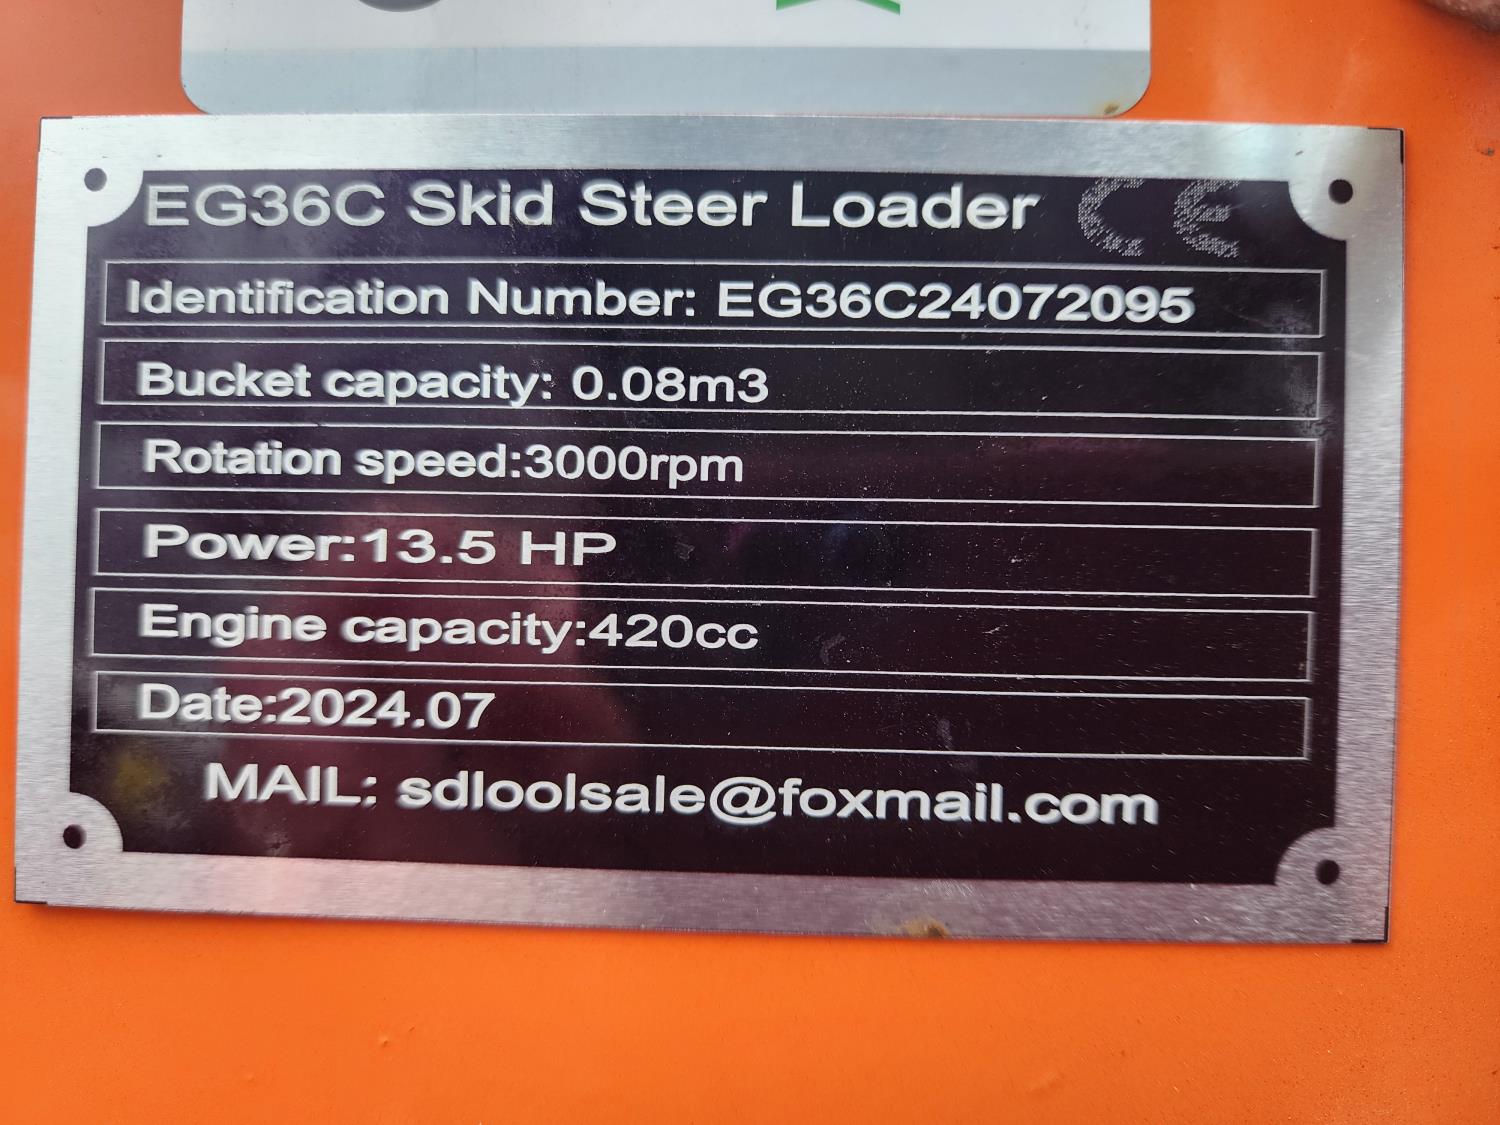 EG36C Skid Steer Loader CE
Identification Number: EG36C24072095
Bucket capacity: 0.08m3
Rotation speed:3000rpm
Power:13.5 HP
Engine capacity:420cc
Date:2024.07
MAIL: sdloolsale@foxmail.com